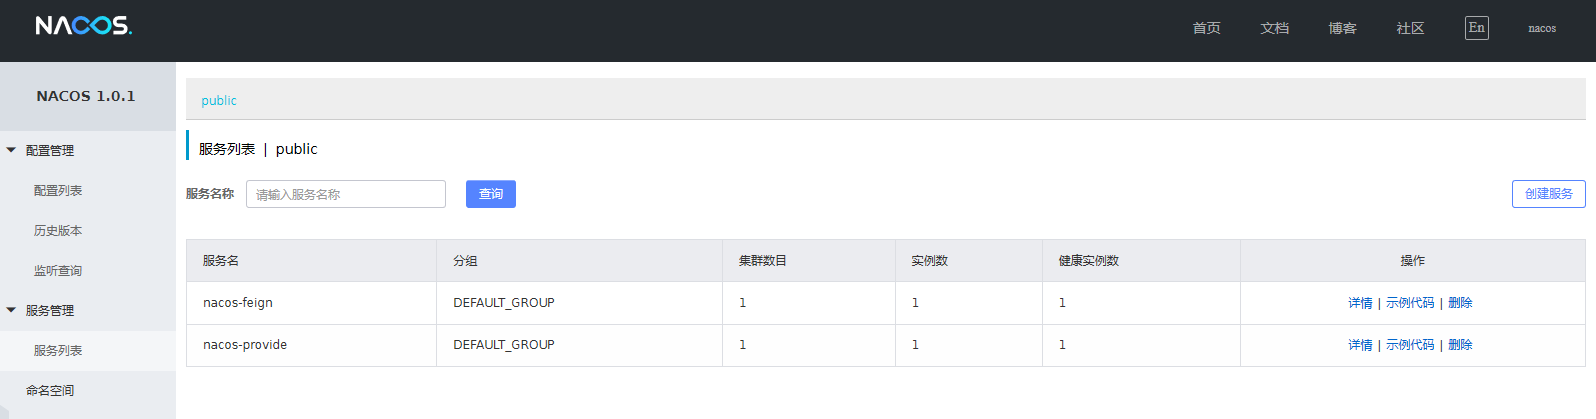 NACOS.
首页 文档 博客 社区 En nacos
NACOS 1.0.1
配置管理
配置列表
历史版本
监听查询
服务管理
服务列表
命名空间
public
服务列表 | public
服务名称 请输入服务名称 查询 创建服务
服务名 分组 集群数目 实例数 健康实例数 操作
nacos-feign DEFAULT_GROUP 1 1 1 详情 | 示例代码 | 删除
nacos-provide DEFAULT_GROUP 1 1 1 详情 | 示例代码 | 删除